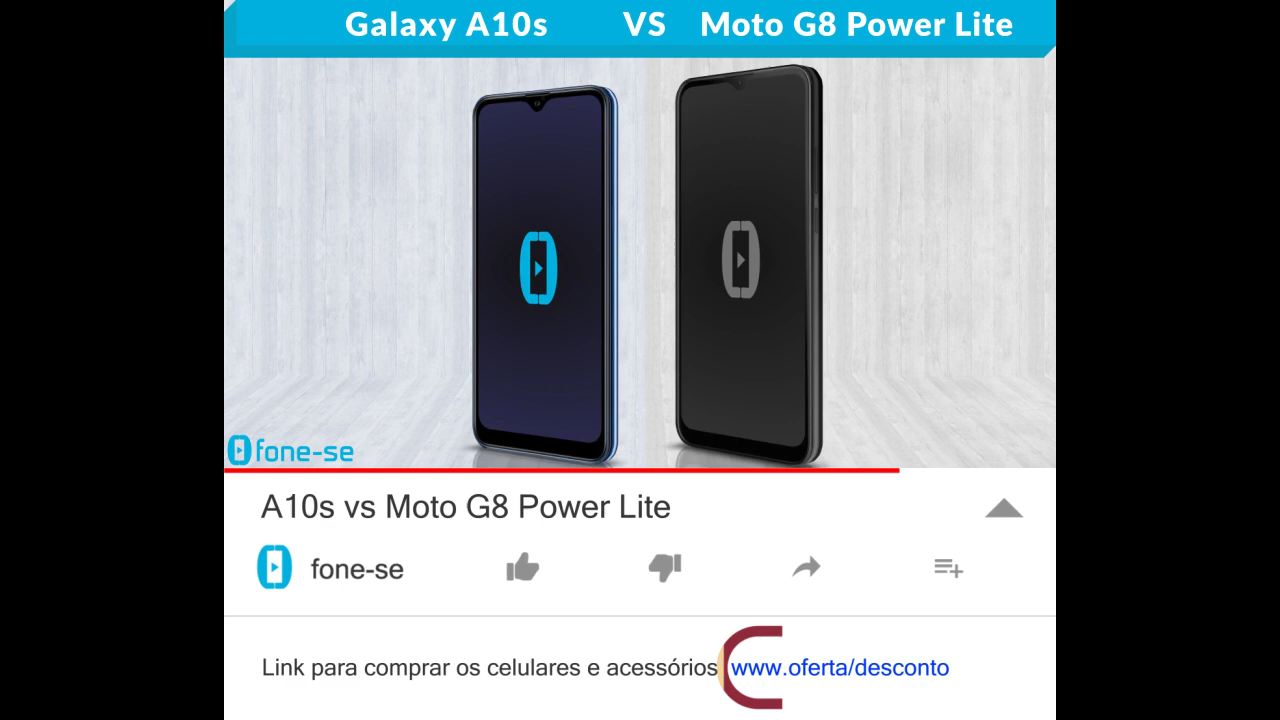 Galaxy A10s VS Moto G8 Power Lite
fone-se
A10s vs Moto G8 Power Lite
fone-se
Link para comprar os celulares e acessórios www.oferta/desconto